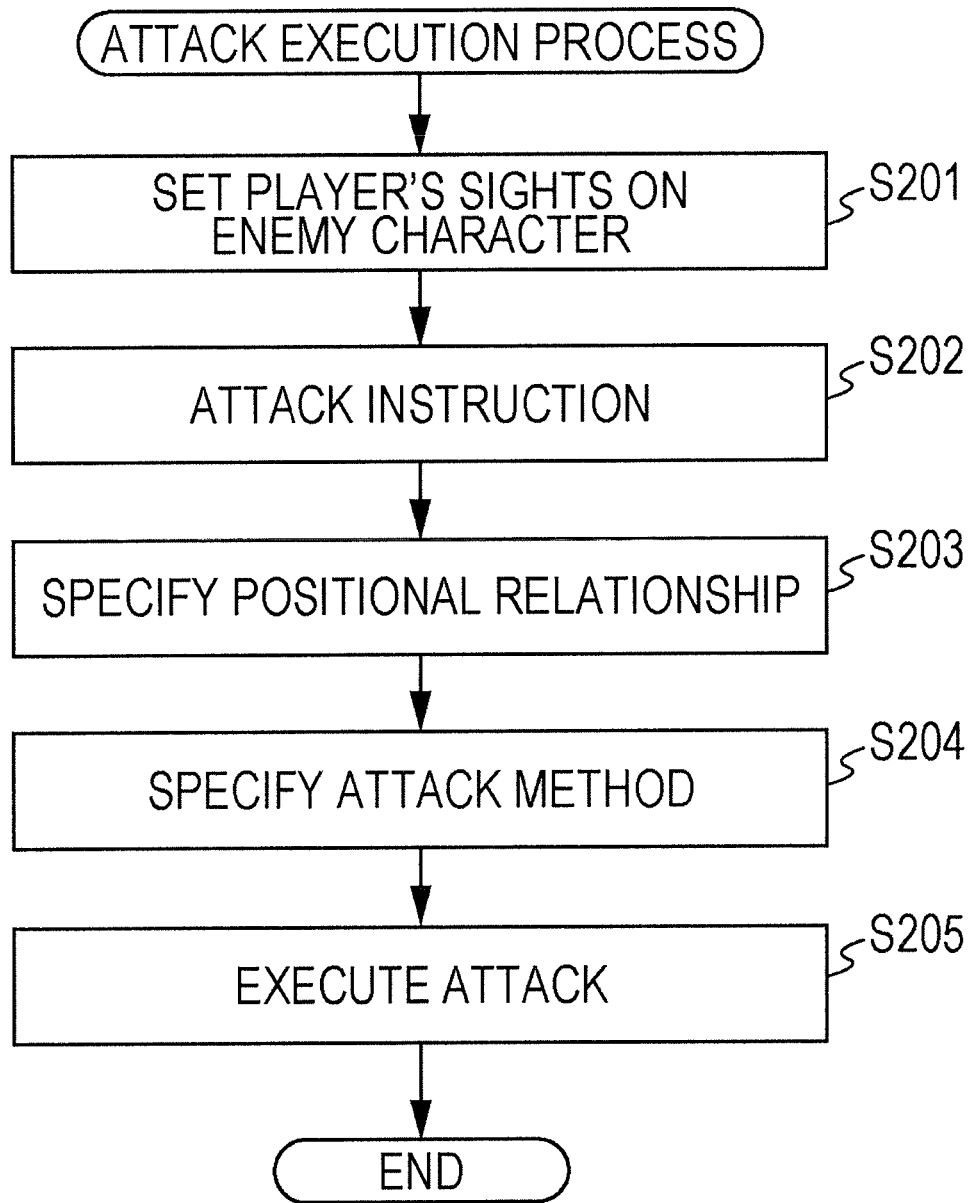 ATTACK EXECUTION PROCESS
SET PLAYER'S SIGHTS ON
ENEMY CHARACTER
S201
ATTACK INSTRUCTION
S202
SPECIFY POSITIONAL RELATIONSHIP
S203
SPECIFY ATTACK METHOD
S204
EXECUTE ATTACK
S205
END